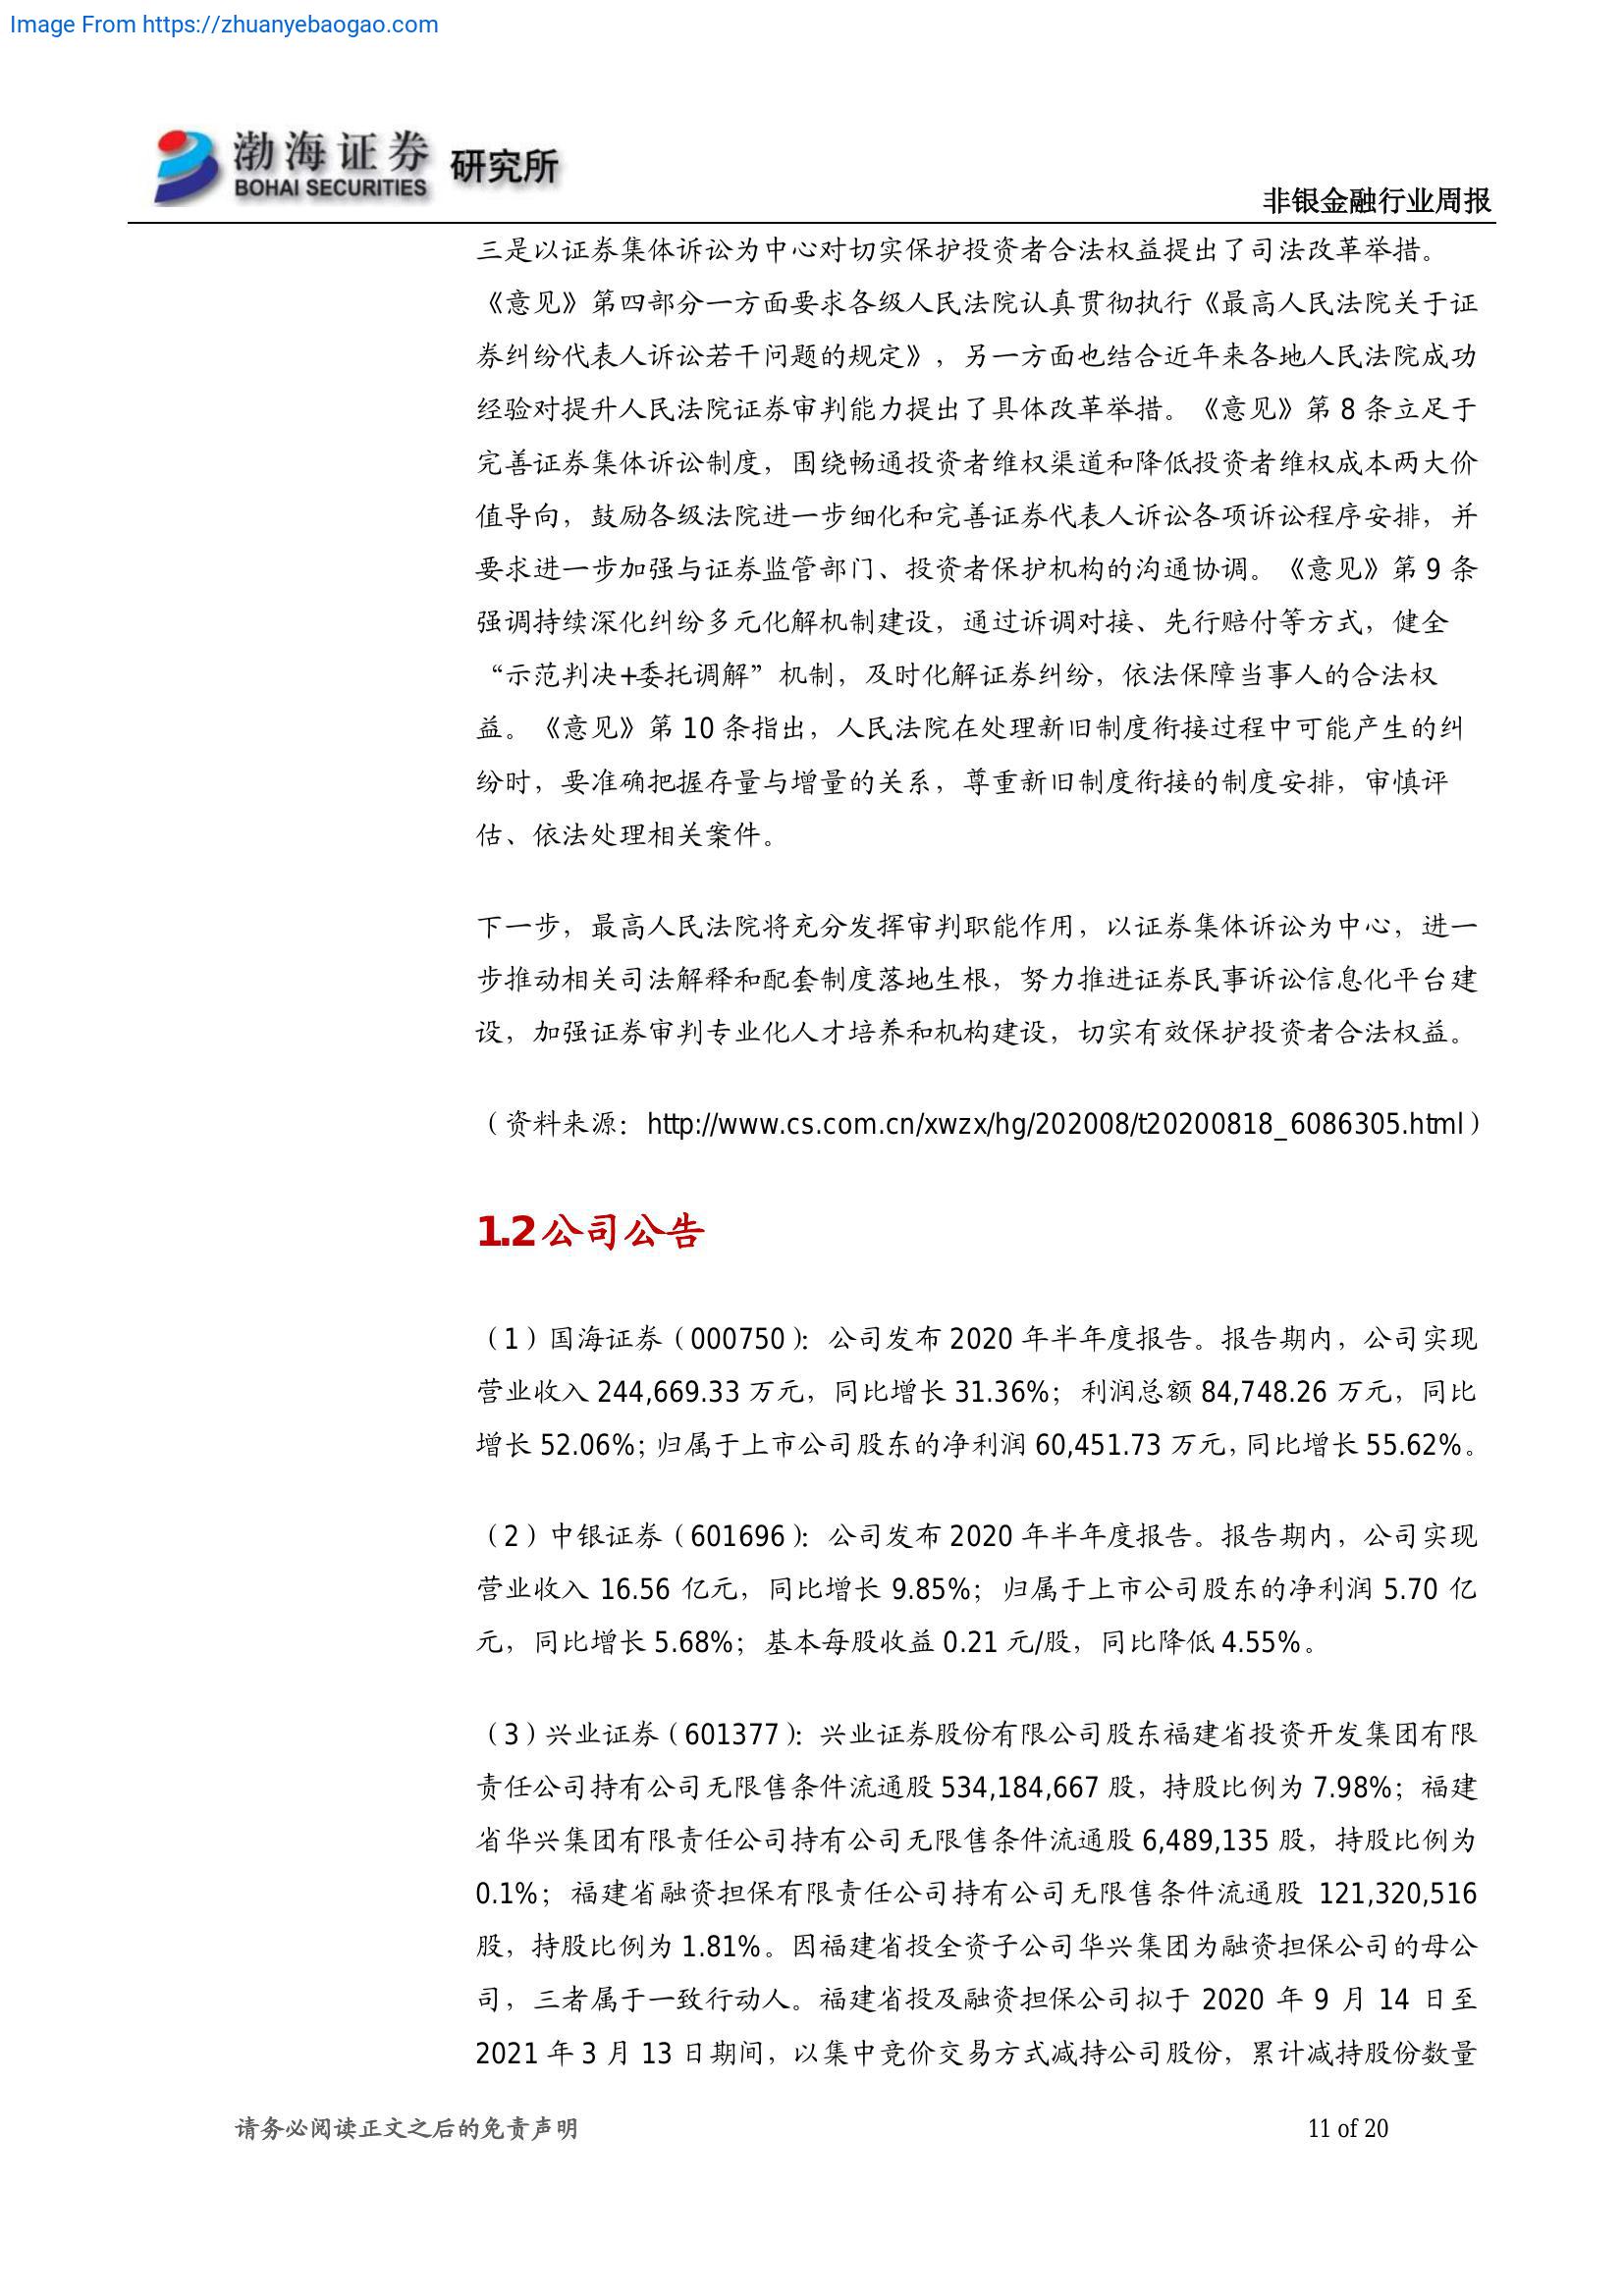 Image From https://zhuanyebaogao.com
渤海证券 研究所
BOHAI SECURITIES
非银金融行业周报
三是以证券集体诉讼为中心对切实保护投资者合法权益提出了司法改革举措。
《意见》第四部分一方面要求各级人民法院认真贯彻执行《最高人民法院关于证
券纠纷代表人诉讼若干问题的规定》，另一方面也结合近年来各地人民法院成功
经验对提升人民法院证券审判能力提出了具体改革举措。《意见》第 8 条立足于
完善证券集体诉讼制度，围绕畅通投资者维权渠道和降低投资者维权成本两大价
值导向，鼓励各级法院进一步细化和完善证券代表人诉讼各项诉讼程序安排，并
要求进一步加强与证券监管部门、投资者保护机构的沟通协调。《意见》第 9 条
强调持续深化纠纷多元化解机制建设，通过诉调对接、先行赔付等方式，健全
“示范判决+委托调解”机制，及时化解证券纠纷，依法保障当事人的合法权
益。《意见》第 10 条指出，人民法院在处理新旧制度衔接过程中可能产生的纠
纷时，要准确把握存量与增量的关系，尊重新旧制度衔接的制度安排，审慎评
估、依法处理相关案件。
下一步，最高人民法院将充分发挥审判职能作用，以证券集体诉讼为中心，进一
步推动相关司法解释和配套制度落地生根，努力推进证券民事诉讼信息化平台建
设，加强证券审判专业化人才培养和机构建设，切实有效保护投资者合法权益。
（资料来源：http://www.cs.com.cn/xwzx/hg/202008/t20200818_6086305.html）
1.2 公司公告
（1）国海证券（000750）：公司发布 2020 年半年度报告。报告期内，公司实现
营业收入 244,669.33 万元，同比增长 31.36%；利润总额 84,748.26 万元，同比
增长 52.06%；归属于上市公司股东的净利润 60,451.73 万元，同比增长 55.62%。
（2）中银证券（601696）：公司发布 2020 年半年度报告。报告期内，公司实现
营业收入 16.56 亿元，同比增长 9.85%；归属于上市公司股东的净利润 5.70 亿
元，同比增长 5.68%；基本每股收益 0.21 元/股，同比降低 4.55%。
（3）兴业证券（601377）：兴业证券股份有限公司股东福建省投资开发集团有限
责任公司持有公司无限售条件流通股 534,184,667 股，持股比例为 7.98%；福建
省华兴集团有限责任公司持有公司无限售条件流通股 6,489,135 股，持股比例为
0.1%；福建省融资担保有限责任公司持有公司无限售条件流通股 121,320,516
股，持股比例为 1.81%。因福建省投全资子公司华兴集团为融资担保公司的母公
司，三者属于一致行动人。福建省投及融资担保公司拟于 2020 年 9 月 14 日至
2021 年 3 月 13 日期间，以集中竞价交易方式减持公司股份，累计减持股份数量
请务必阅读正文之后的免责声明
11 of 20